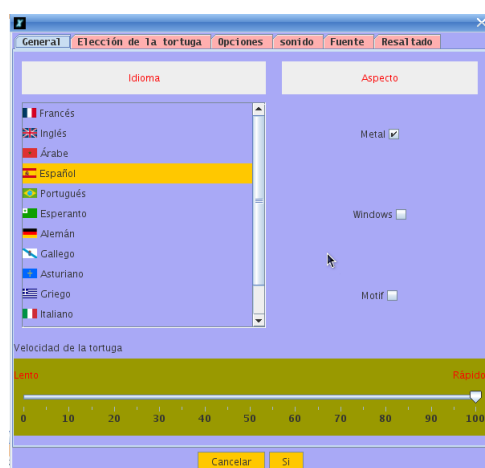 General Elección de la tortuga Opciones sonido Fuente Resaltado
Idioma
Aspecto
Francés
Inglés
Árabe
Español
Portugués
Esperanto
Alemán
Gallego
Asturiano
Griego
Italiano
Metal
Windows
Motif
Velocidad de la tortuga
Lento Rápido
0 10 20 30 40 50 60 70 80 90 100
Cancelar Si